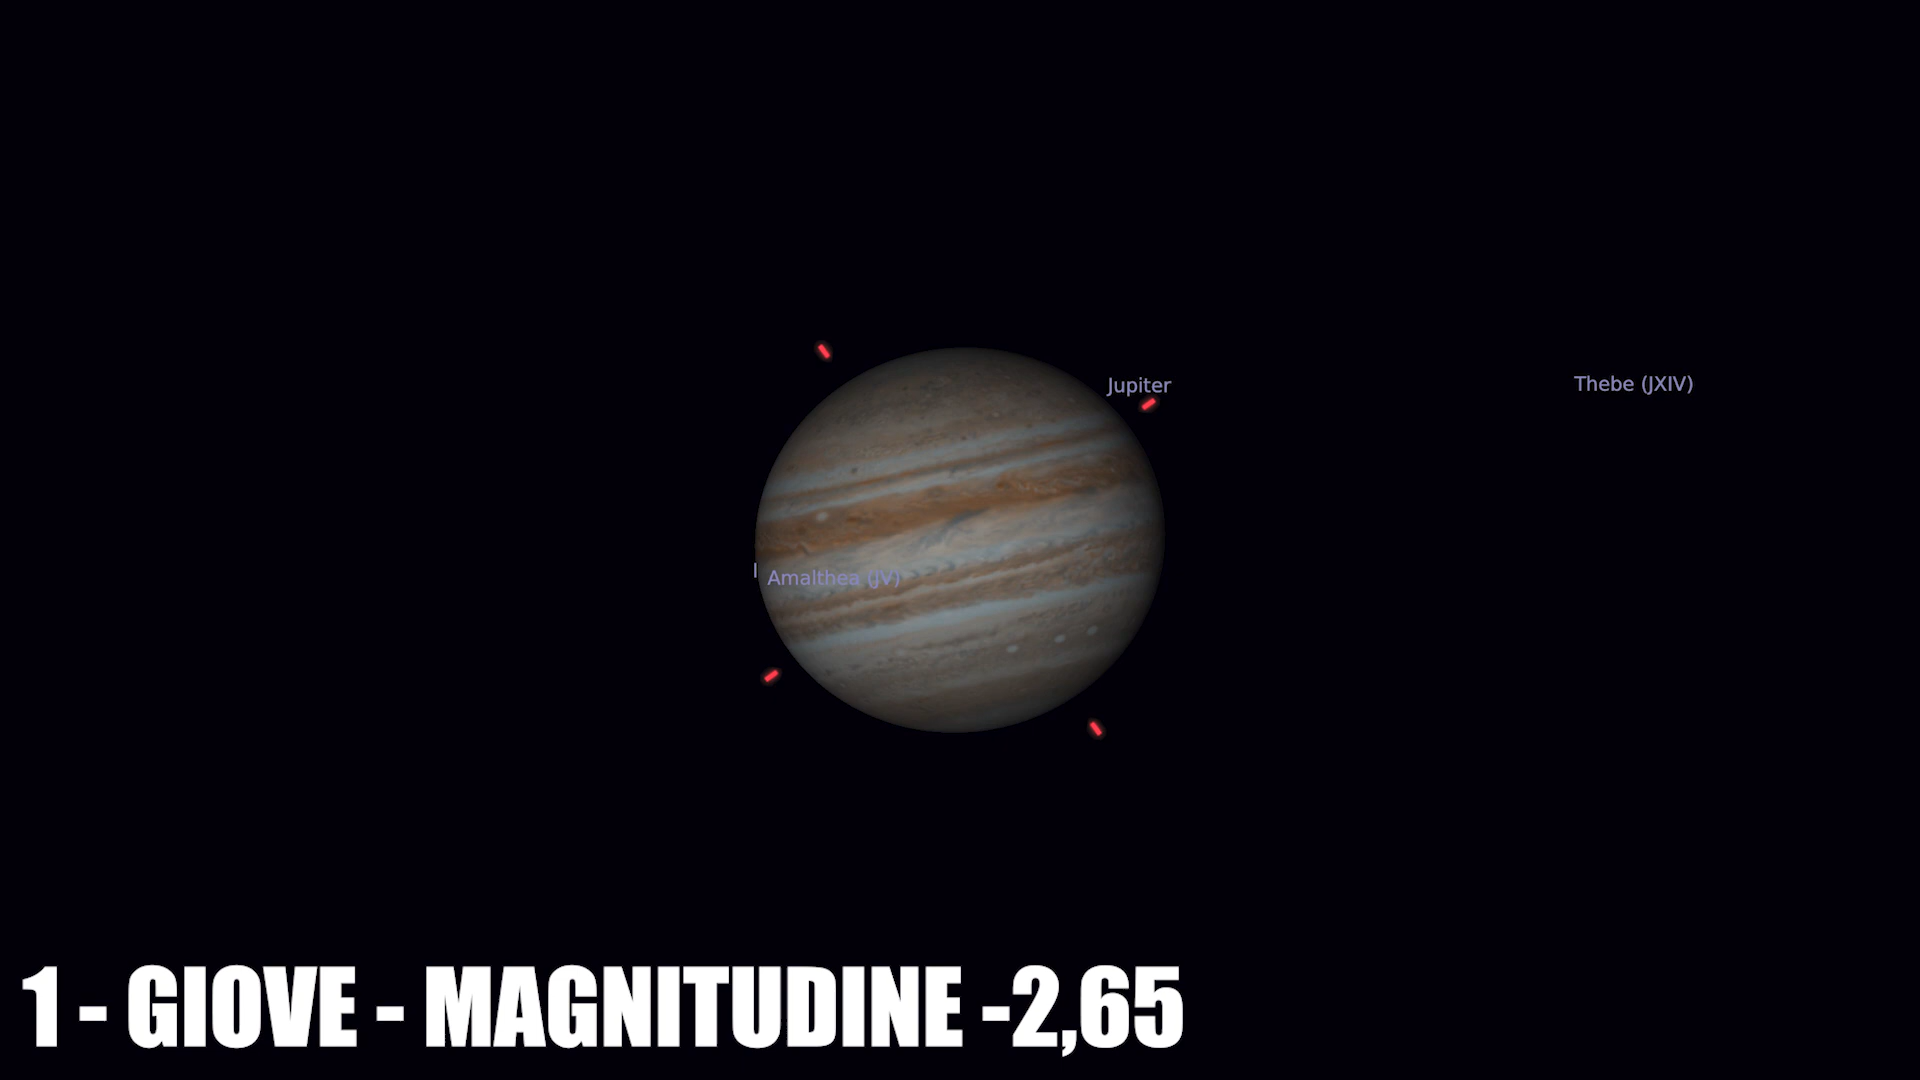 Jupiter
Thebe (JXIV)
Amalthea (JV)
1 - GIOVE - MAGNITUDINE -2,65